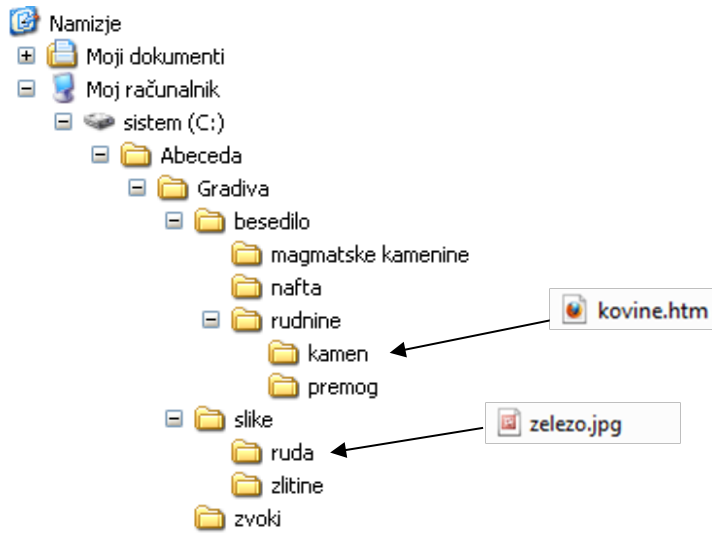 Namizje
Moji dokumenti
Moj računalnik
sistem (C:)
Abeceda
Gradiva
besedilo
magmatske kamenine
nafta
rudnine
kovine.htm
kamen
premog
slike
zelezo.jpg
ruda
zlitine
zvoki